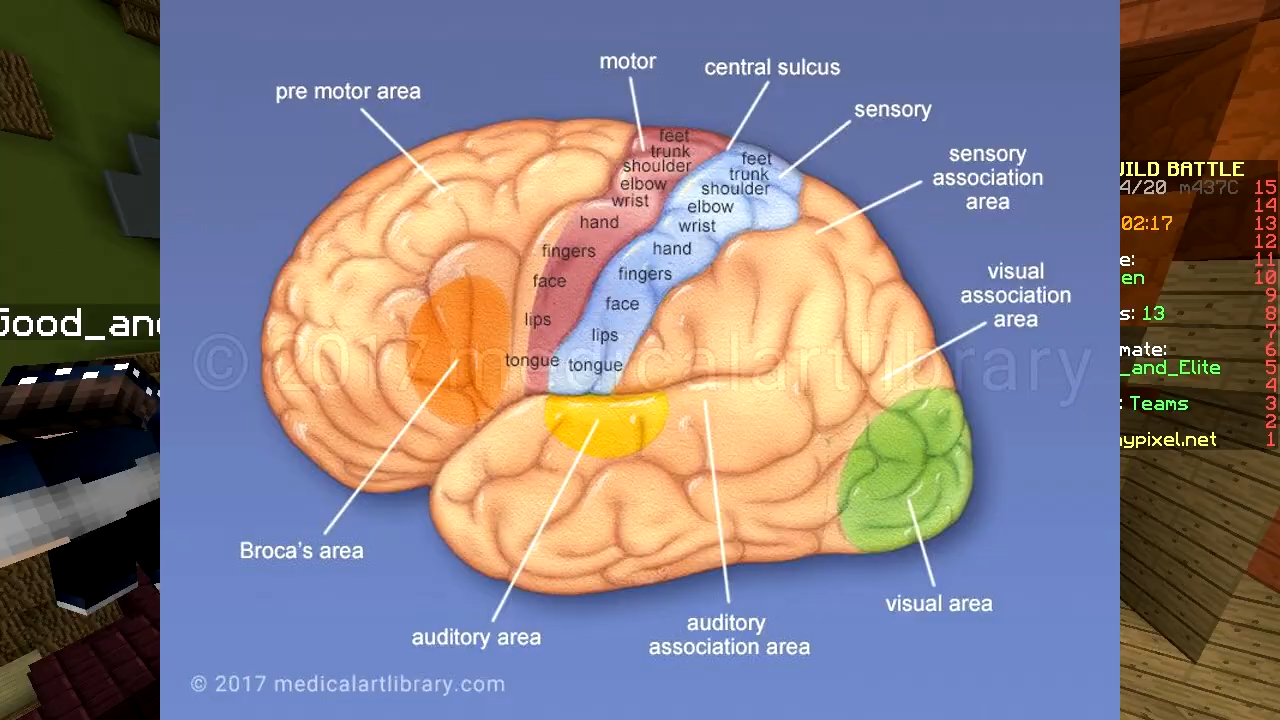 motor
central sulcus
pre motor area
sensory
sensory
association
area
visual
association
area
feet
trunk
shoulder
elbow
wrist
hand
fingers
face
lips
tongue
feet
trunk
shoulder
elbow
wrist
hand
fingers
face
lips
tongue
© 2017 medicalartlibrary
Broca's area
auditory area
auditory
association area
visual area
© 2017 medicalartlibrary.com
Good_and
UILD BATTLE
4/20 m437C 15
14
02:17 13
12
e: 11
en 10
9
s: 13 8
7
mate: 6
_and_Elite 5
4
: Teams 3
2
ypixel.net 1